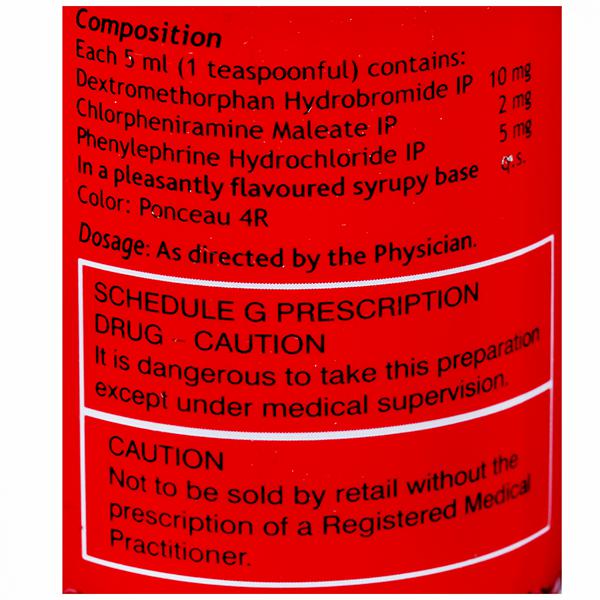 Composition
Each 5 ml (1 teaspoonful) contains:
Dextromethorphan Hydrobromide IP 10 mg
Chlorpheniramine Maleate IP 2 mg
Phenylephrine Hydrochloride IP 5 mg
In a pleasantly flavoured syrupy base q.s.
Color: Ponceau 4R
Dosage: As directed by the Physician.
SCHEDULE G PRESCRIPTION
DRUG - CAUTION
It is dangerous to take this preparation
except under medical supervision.
CAUTION
Not to be sold by retail without the
prescription of a Registered Medical
Practitioner.